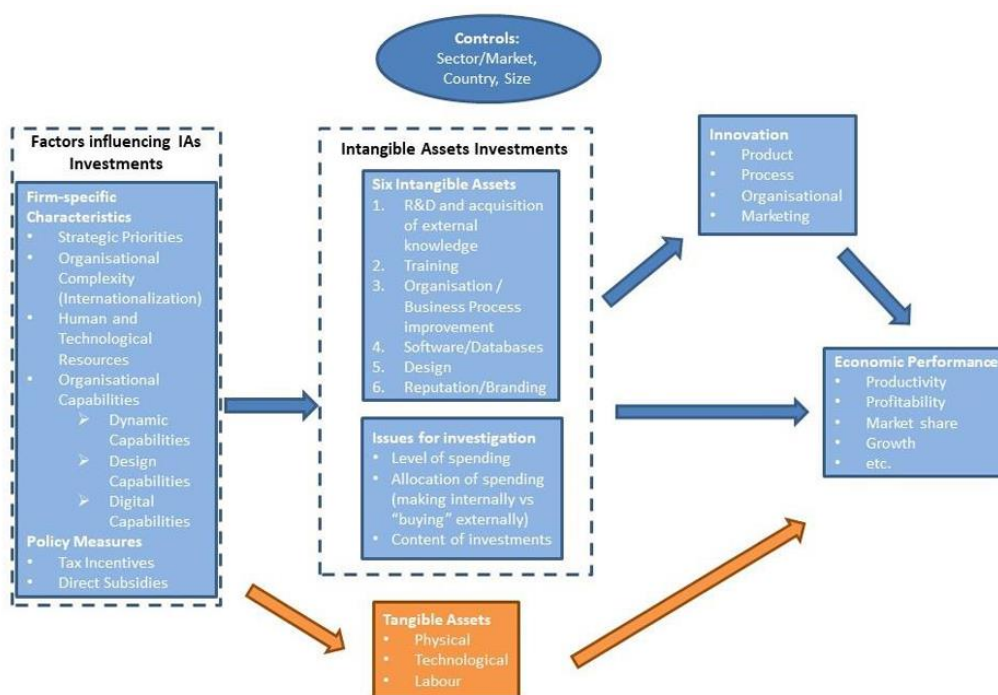 Controls:
Sector/Market,
Country, Size
Factors influencing IAs
Investments
Firm-specific
Characteristics
• Strategic Priorities
• Organisational
Complexity
(Internationalization)
• Human and
Technological
Resources
• Organisational
Capabilities
➢ Dynamic
Capabilities
➢ Design
Capabilities
➢ Digital
Capabilities
Policy Measures
• Tax Incentives
• Direct Subsidies
Intangible Assets Investments
Six Intangible Assets
1. R&D and acquisition
of external
knowledge
2. Training
3. Organisation /
Business Process
improvement
4. Software/Databases
5. Design
6. Reputation/Branding
Issues for investigation
• Level of spending
• Allocation of spending
(making internally vs
"buying" externally)
• Content of investments
Tangible Assets
• Physical
• Technological
• Labour
Innovation
• Product
• Process
• Organisational
• Marketing
Economic Performance
• Productivity
• Profitability
• Market share
• Growth
• etc.